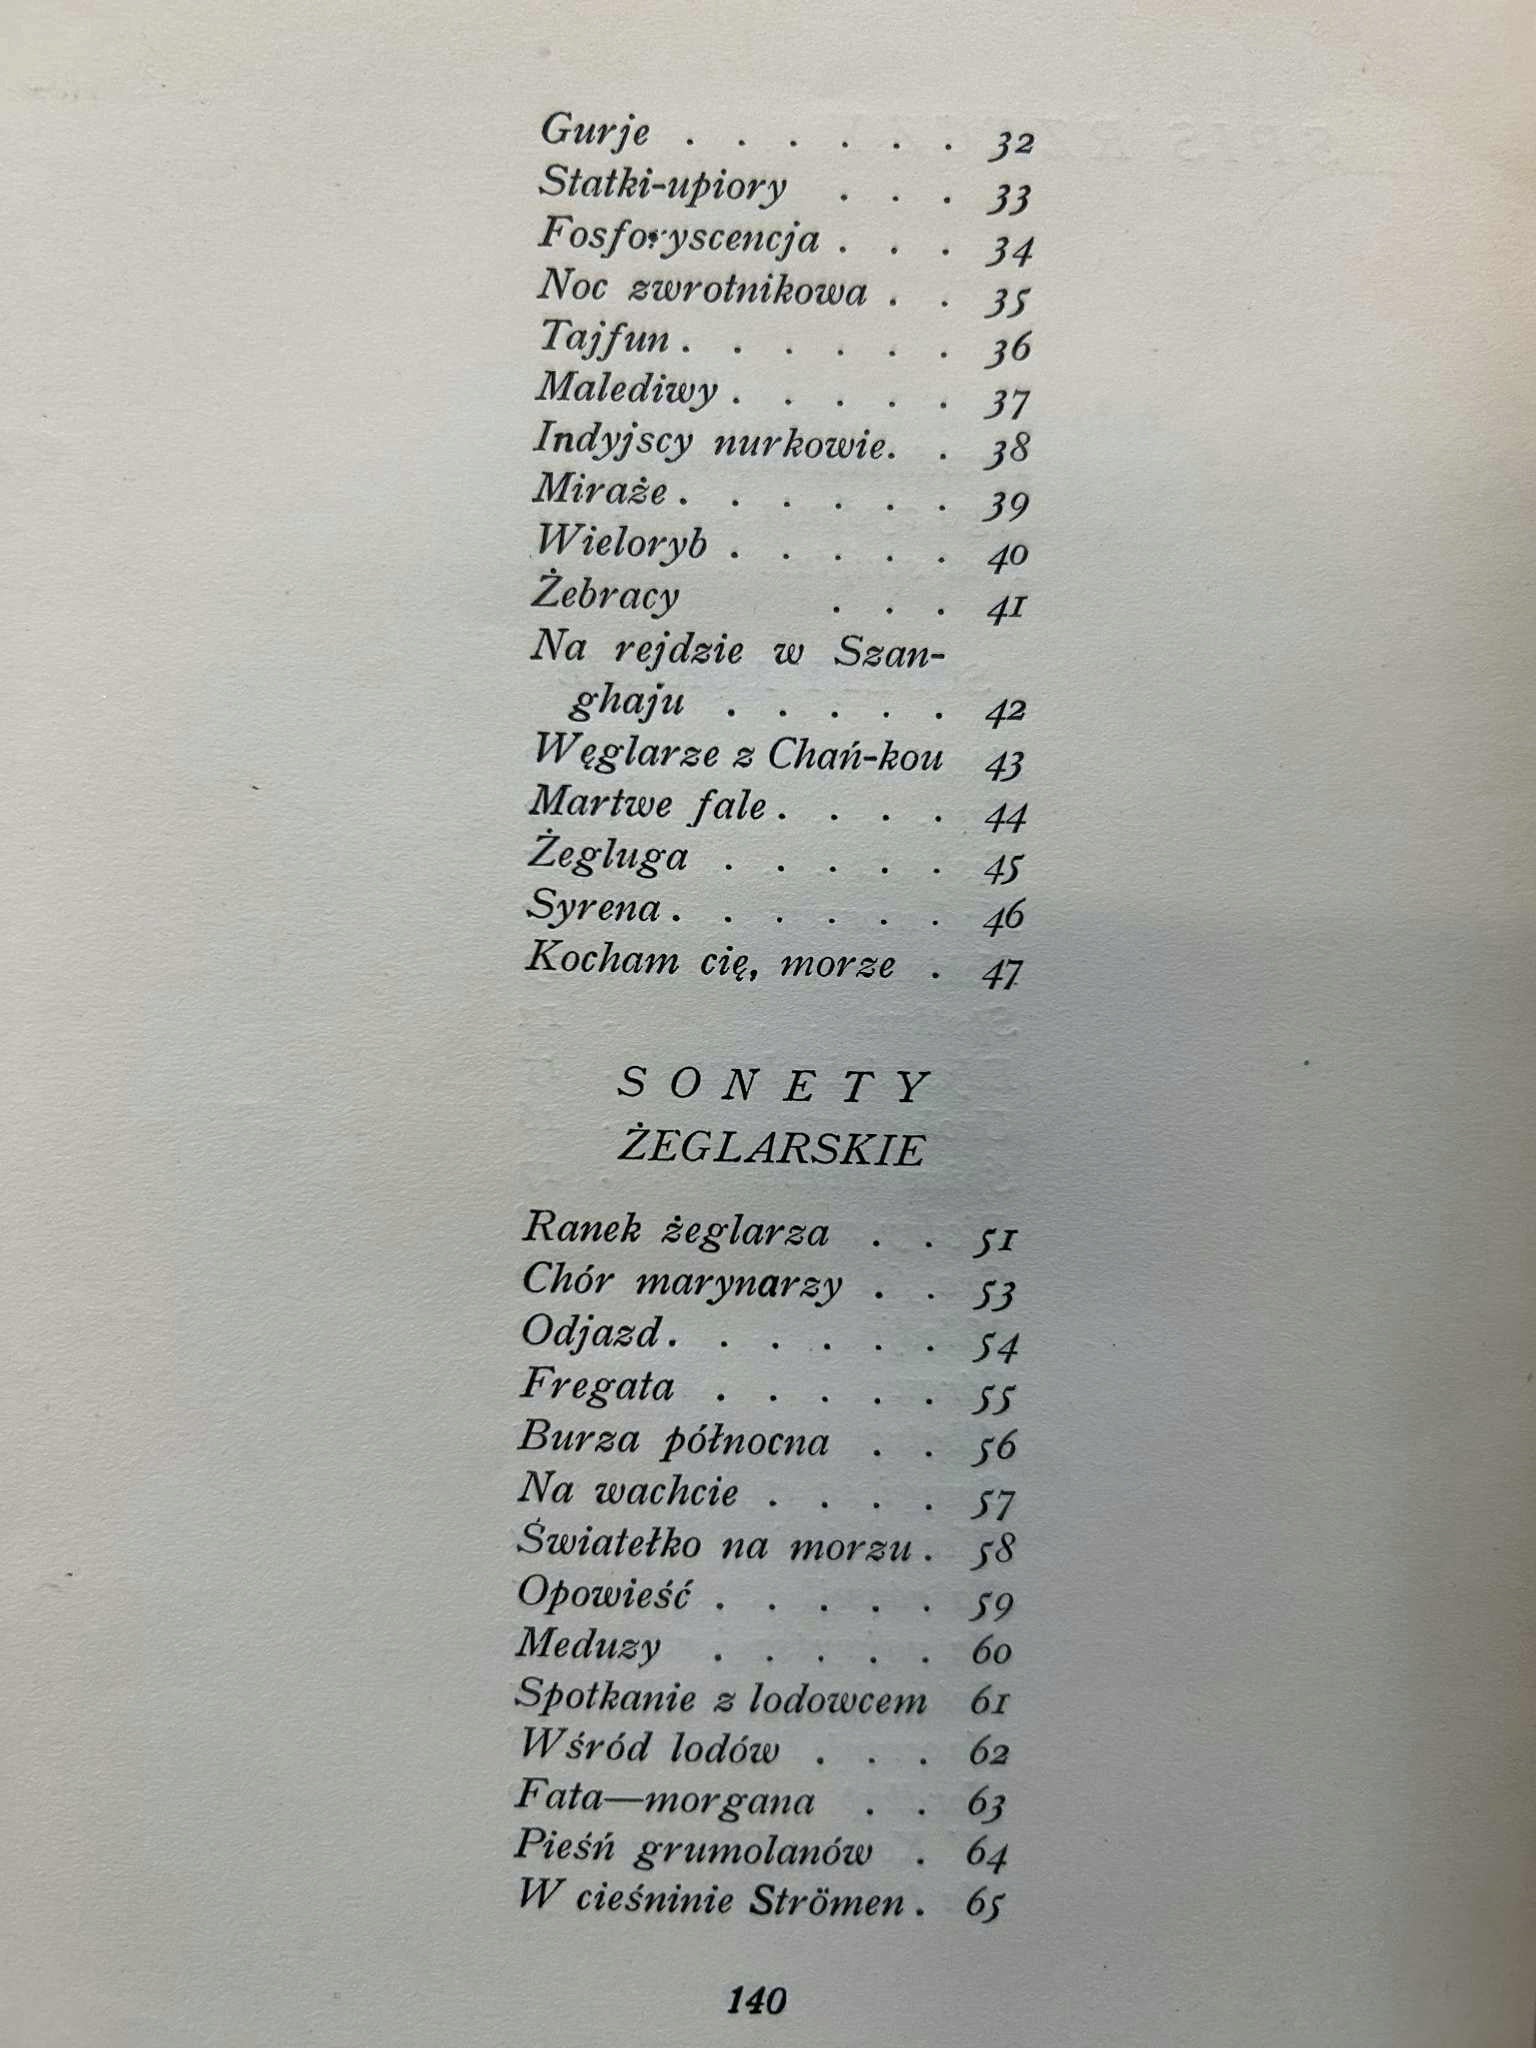 Gurje . . . . . . 32
Statki-upiory . . . 33
Fosforyscencja . . . 34
Noc zwrotnikowa . . 35
Tajfun . . . . . . 36
Malediwy . . . . . 37
Indyjscy nurkowie. . 38
Miraże . . . . . . 39
Wieloryb . . . . . 40
Żebracy . . . 41
Na rejdzie w Szan-
ghaju . . . . . 42
Węglarze z Chań-kou 43
Martwe fale . . . . 44
Żegluga . . . . . 45
Syrena . . . . . . 46
Kocham cię, morze . 47
SONETY
ŻEGLARSKIE
Ranek żeglarza . . 51
Chór marynarzy . . 53
Odjazd . . . . . . 54
Fregata . . . . . 55
Burza północna . . 56
Na wachcie . . . . 57
Światełko na morzu . 58
Opowieść . . . . . 59
Meduzy . . . . . 60
Spotkanie z lodowcem 61
Wśród lodów . . . 62
Fata—morgana . . 63
Pieśń grumolanów . 64
W cieśninie Strömen . 65
140